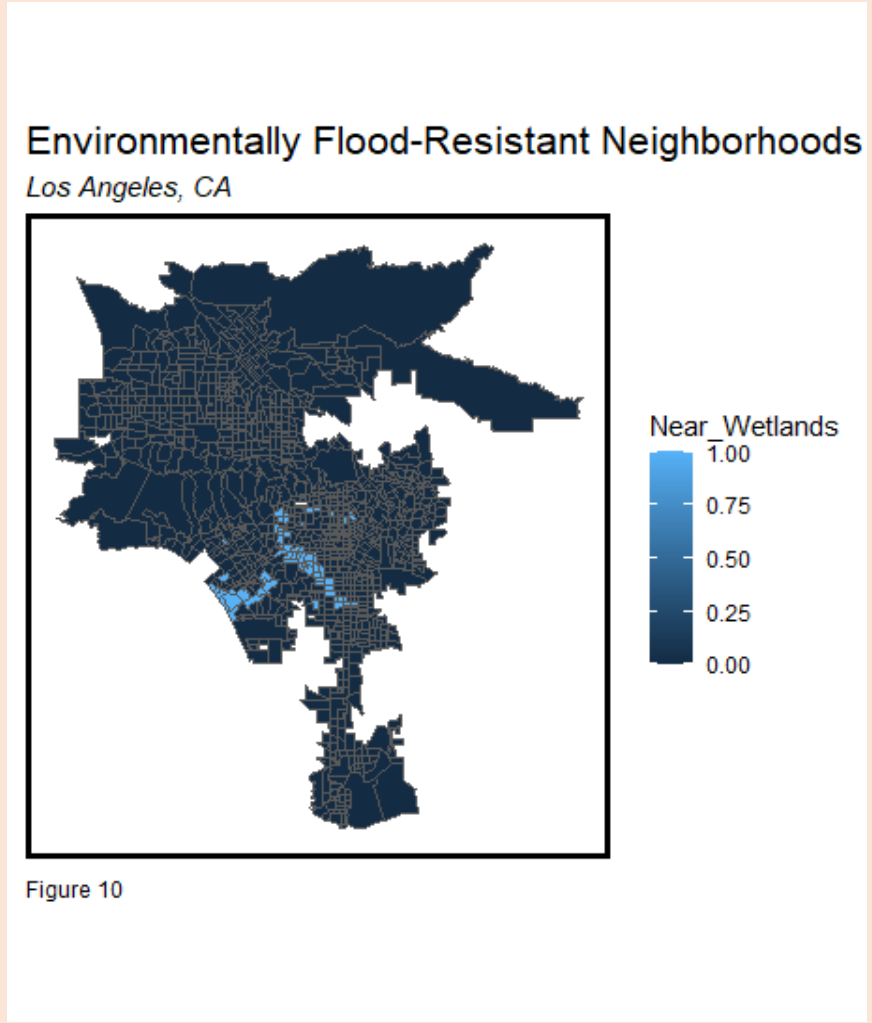 Environmentally Flood-Resistant Neighborhoods
Los Angeles, CA
Near_Wetlands
1.00
0.75
0.50
0.25
0.00
Figure 10